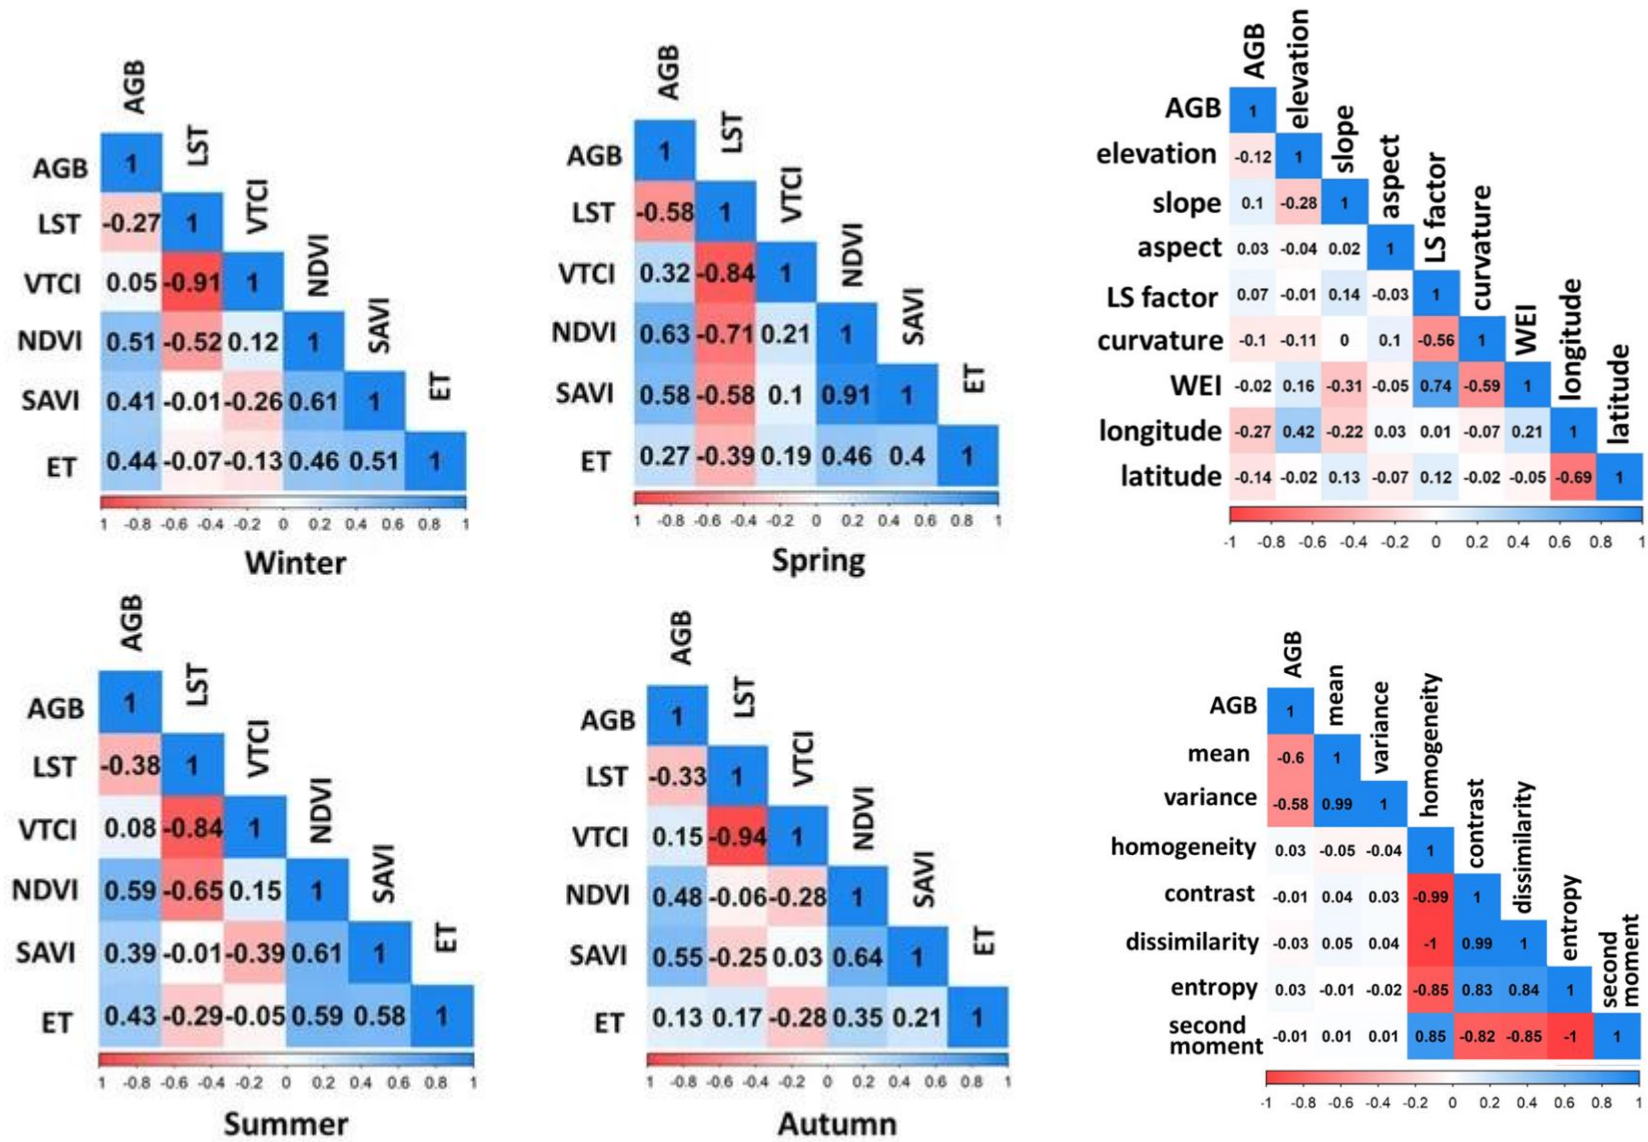 AGB
LST
VTCI
NDVI
SAVI
ET
AGB 1
LST -0.27 1
VTCI 0.05 -0.91 1
NDVI 0.51 -0.52 0.12 1
SAVI 0.41 -0.01 -0.26 0.61 1
ET 0.44 -0.07 -0.13 0.46 0.51 1
1 -0.8 -0.6 -0.4 -0.2 0 0.2 0.4 0.6 0.8 1
Winter
AGB
LST
VTCI
NDVI
SAVI
ET
AGB 1
LST -0.58 1
VTCI 0.32 -0.84 1
NDVI 0.63 -0.71 0.21 1
SAVI 0.58 -0.58 0.1 0.91 1
ET 0.27 -0.39 0.19 0.46 0.4 1
1 -0.8 -0.6 -0.4 -0.2 0 0.2 0.4 0.6 0.8 1
Spring
AGB
elevation
slope
aspect
LS factor
curvature
WEI
longitude
latitude
AGB 1
elevation -0.12 1
slope 0.1 -0.28 1
aspect 0.03 -0.04 0.02 1
LS factor 0.07 -0.01 0.14 -0.03 1
curvature -0.1 -0.11 0 0.1 -0.56 1
WEI -0.02 0.16 -0.31 -0.05 0.74 -0.59 1
longitude -0.27 0.42 -0.22 0.03 0.01 -0.07 0.21 1
latitude -0.14 -0.02 0.13 -0.07 0.12 -0.02 -0.05 -0.69 1
-1 -0.8 -0.6 -0.4 -0.2 0 0.2 0.4 0.6 0.8 1
AGB
LST
VTCI
NDVI
SAVI
ET
AGB 1
LST -0.38 1
VTCI 0.08 -0.84 1
NDVI 0.59 -0.65 0.15 1
SAVI 0.39 -0.01 -0.39 0.61 1
ET 0.43 -0.29 -0.05 0.59 0.58 1
1 -0.8 -0.6 -0.4 -0.2 0 0.2 0.4 0.6 0.8 1
Summer
AGB
LST
VTCI
NDVI
SAVI
ET
AGB 1
LST -0.33 1
VTCI 0.15 -0.94 1
NDVI 0.48 -0.06 -0.28 1
SAVI 0.55 -0.25 0.03 0.64 1
ET 0.13 0.17 -0.28 0.35 0.21 1
1 -0.8 -0.6 -0.4 -0.2 0 0.2 0.4 0.6 0.8 1
Autumn
AGB
mean
variance
homogeneity
contrast
dissimilarity
entropy
second
moment
AGB 1
mean -0.6 1
variance -0.58 0.99 1
homogeneity 0.03 -0.05 -0.04 1
contrast -0.01 0.04 0.03 -0.99 1
dissimilarity -0.03 0.05 0.04 -1 0.99 1
entropy 0.03 -0.01 -0.02 -0.85 0.83 0.84 1
second
moment -0.01 0.01 0.01 0.85 -0.82 -0.85 -1 1
-1 -0.8 -0.6 -0.4 -0.2 0 0.2 0.4 0.6 0.8 1